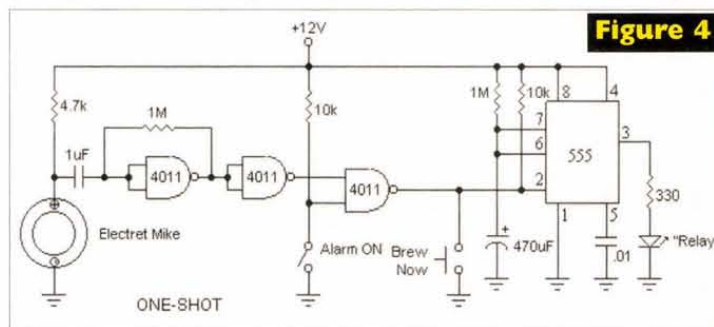 Figure 4
+12V
4.7k
1M
1uF
4011
4011
10k
4011
Electret Mike
Alarm ON
Brew
Now
ONE-SHOT
1M
10k
470uF
+
8
4
7
6
2
555
3
1
5
330
.01
"Relay